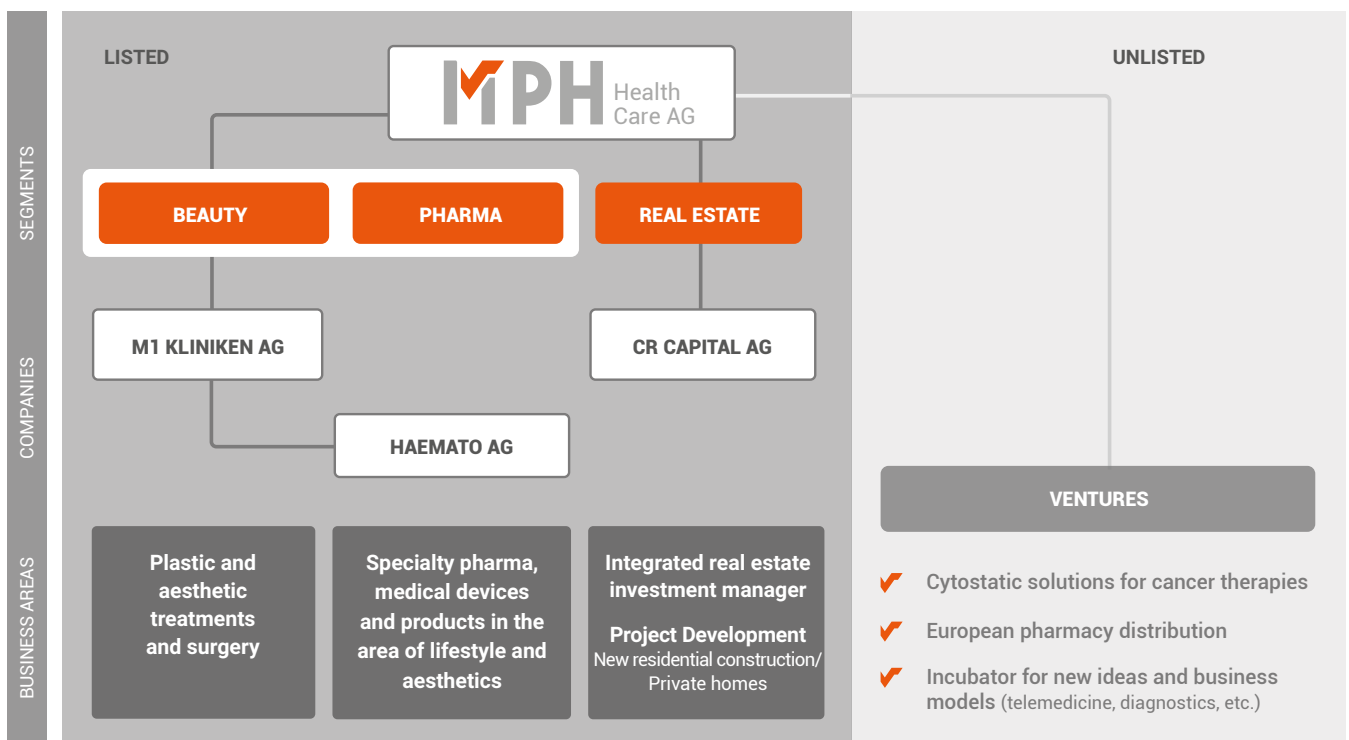 LISTED
UNLISTED
MPH Health
Care AG
SEGMENTS
BEAUTY
PHARMA
REAL ESTATE
COMPANIES
M1 KLINIKEN AG
CR CAPITAL AG
HAEMATO AG
VENTURES
BUSINESS AREAS
Plastic and
aesthetic
treatments
and surgery
Specialty pharma,
medical devices
and products in the
area of lifestyle and
aesthetics
Integrated real estate
investment manager
Project Development
New residential construction/
Private homes
Cytostatic solutions for cancer therapies
European pharmacy distribution
Incubator for new ideas and business
models (telemedicine, diagnostics, etc.)